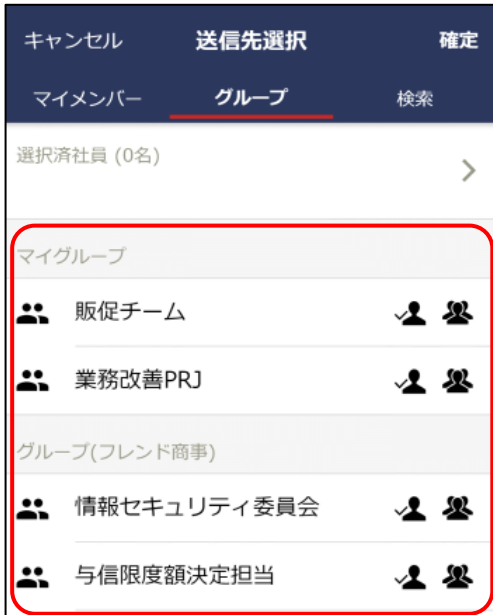 キャンセル 送信先選択 確定
マイメンバー グループ 検索
選択済社員 (0名)
マイグループ
販促チーム
業務改善PRJ
グループ(フレンド商事)
情報セキュリティ委員会
与信限度額決定担当